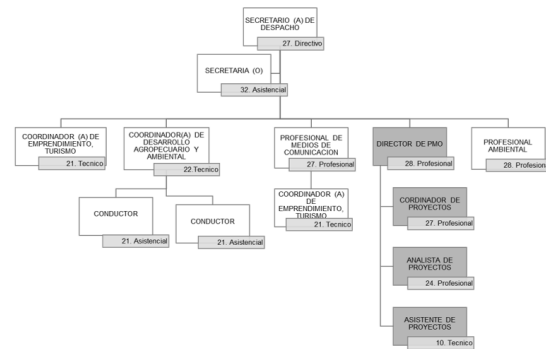 SECRETARIO (A) DE
DESPACHO
27. Directivo
SECRETARIA (O)
32. Asistencial
COORDINADOR (A) DE
EMPRENDIMIENTO,
TURISMO
21. Tecnico
COORDINADOR(A) DE
DESARROLLO
AGROPECUARIO Y
AMBIENTAL
22.Tecnico
PROFESIONAL DE
MEDIOS DE
COMUNICACION
27. Profesional
DIRECTOR DE PMO
28. Profesional
PROFESIONAL
AMBIENTAL
28. Profesion
CONDUCTOR
21. Asistencial
CONDUCTOR
21. Asistencial
COORDINADOR (A)
DE
EMPRENDIMIENTO,
TURISMO
21. Tecnico
CORDINADOR DE
PROYECTOS
27. Profesional
ANALISTA DE
PROYECTOS
24. Profesional
ASISTENTE DE
PROYECTOS
10. Tecnico